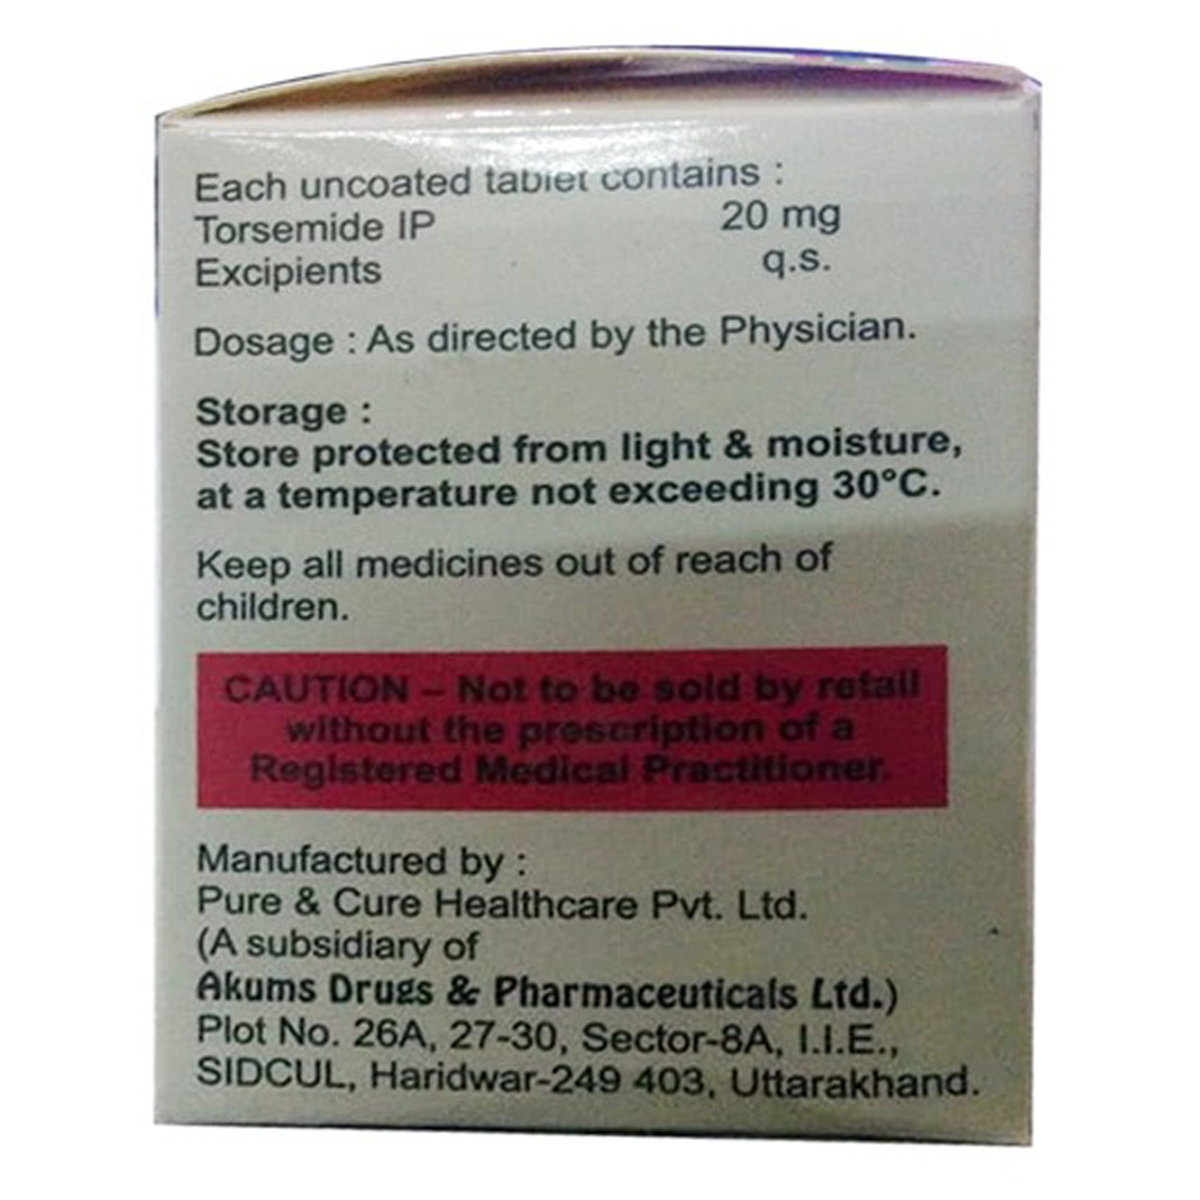 Each uncoated tablet contains :
Torsemide IP 20 mg
Excipients q.s.
Dosage : As directed by the Physician.
Storage :
Store protected from light & moisture,
at a temperature not exceeding 30°C.
Keep all medicines out of reach of
children.
CAUTION – Not to be sold by retail
without the prescription of a
Registered Medical Practitioner.
Manufactured by :
Pure & Cure Healthcare Pvt. Ltd.
(A subsidiary of
Akums Drugs & Pharmaceuticals Ltd.)
Plot No. 26A, 27-30, Sector-8A, I.I.E.,
SIDCUL, Haridwar-249 403, Uttarakhand.